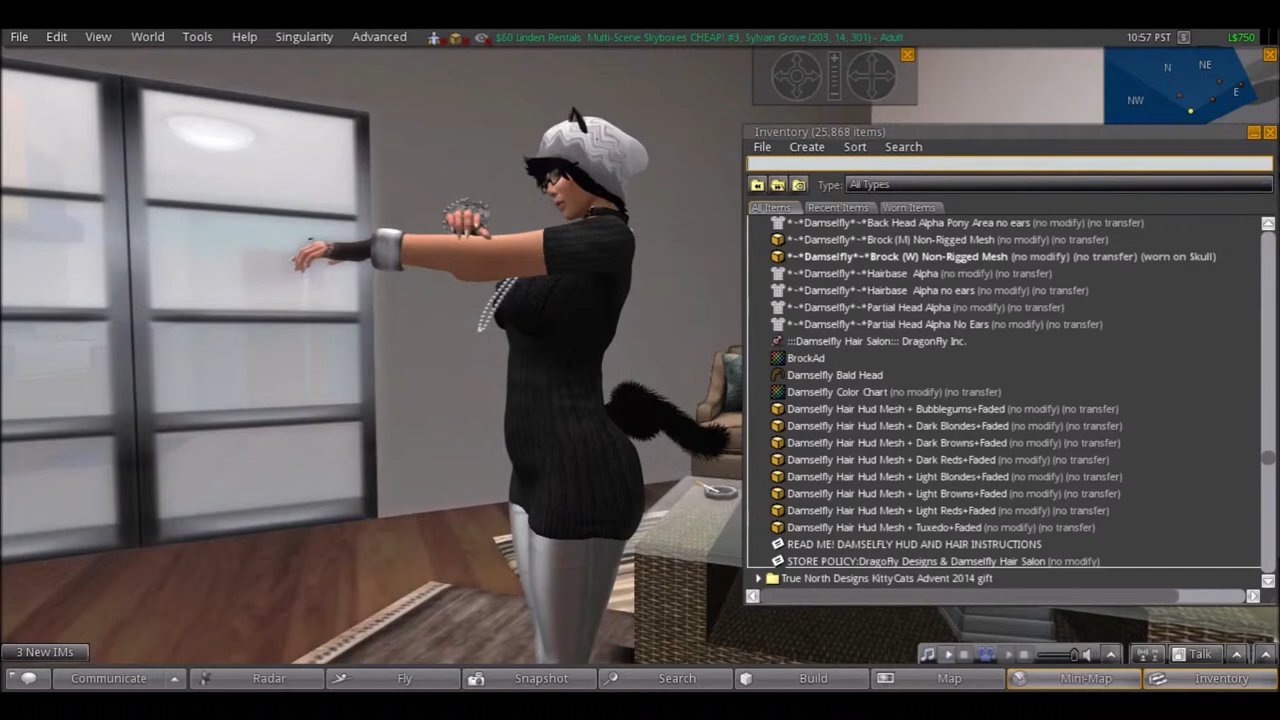 File Edit View World Tools Help Singularity Advanced $60 Linden Rentals Multi-Scene Skyboxes CHEAP! #3, Sylvan Grove (203, 14, 301) - Adult 10:57 PST $ L$750
N NE
NW E
Inventory (25,868 items)
File Create Sort Search
Type: All Types
All Items Recent Items Worn Items
*~*Damselfly*~*Back Head Alpha Pony Area no ears (no modify) (no transfer)
*~*Damselfly*~*Brock (M) Non-Rigged Mesh (no modify) (no transfer)
*~*Damselfly*~*Brock (W) Non-Rigged Mesh (no modify) (no transfer) (worn on Skull)
*~*Damselfly*~*Hairbase Alpha (no modify) (no transfer)
*~*Damselfly*~*Hairbase Alpha no ears (no modify) (no transfer)
*~*Damselfly*~*Partial Head Alpha (no modify) (no transfer)
*~*Damselfly*~*Partial Head Alpha No Ears (no modify) (no transfer)
:::Damselfly Hair Salon::: DragonFly Inc.
BrockAd
Damselfly Bald Head
Damselfly Color Chart (no modify) (no transfer)
Damselfly Hair Hud Mesh + Bubblegums+Faded (no modify) (no transfer)
Damselfly Hair Hud Mesh + Dark Blondes+Faded (no modify) (no transfer)
Damselfly Hair Hud Mesh + Dark Browns+Faded (no modify) (no transfer)
Damselfly Hair Hud Mesh + Dark Reds+Faded (no modify) (no transfer)
Damselfly Hair Hud Mesh + Light Blondes+Faded (no modify) (no transfer)
Damselfly Hair Hud Mesh + Light Browns+Faded (no modify) (no transfer)
Damselfly Hair Hud Mesh + Light Reds+Faded (no modify) (no transfer)
Damselfly Hair Hud Mesh + Tuxedo+Faded (no modify) (no transfer)
READ ME! DAMSELFLY HUD AND HAIR INSTRUCTIONS
STORE POLICY:Dragofly Designs & Damselfly Hair Salon (no modify)
True North Designs KittyCats Advent 2014 gift
3 New IMs Talk
Communicate Radar Fly Snapshot Search Build Map Mini-Map Inventory